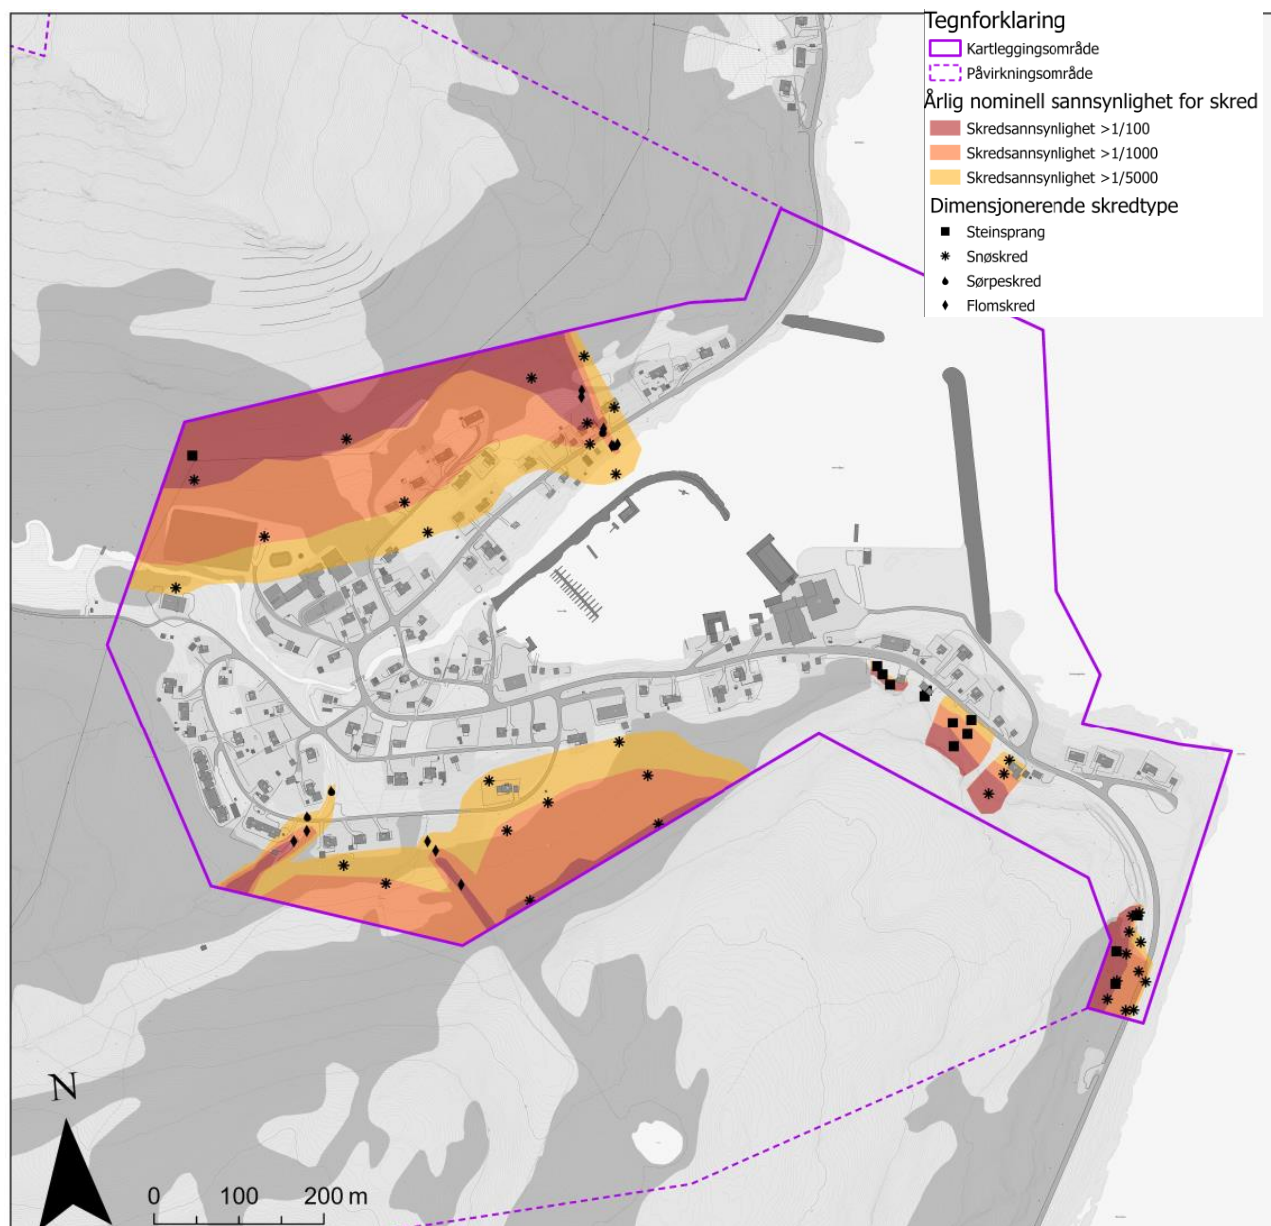 Tegnforklaring
Kartleggingsområde
Påvirkningsområde
Årlig nominell sannsynlighet for skred
Skredsannsynlighet >1/100
Skredsannsynlighet >1/1000
Skredsannsynlighet >1/5000
Dimensjonerende skredtype
Steinsprang
Snøskred
Sørpeskred
Flomskred
N
0 100 200 m